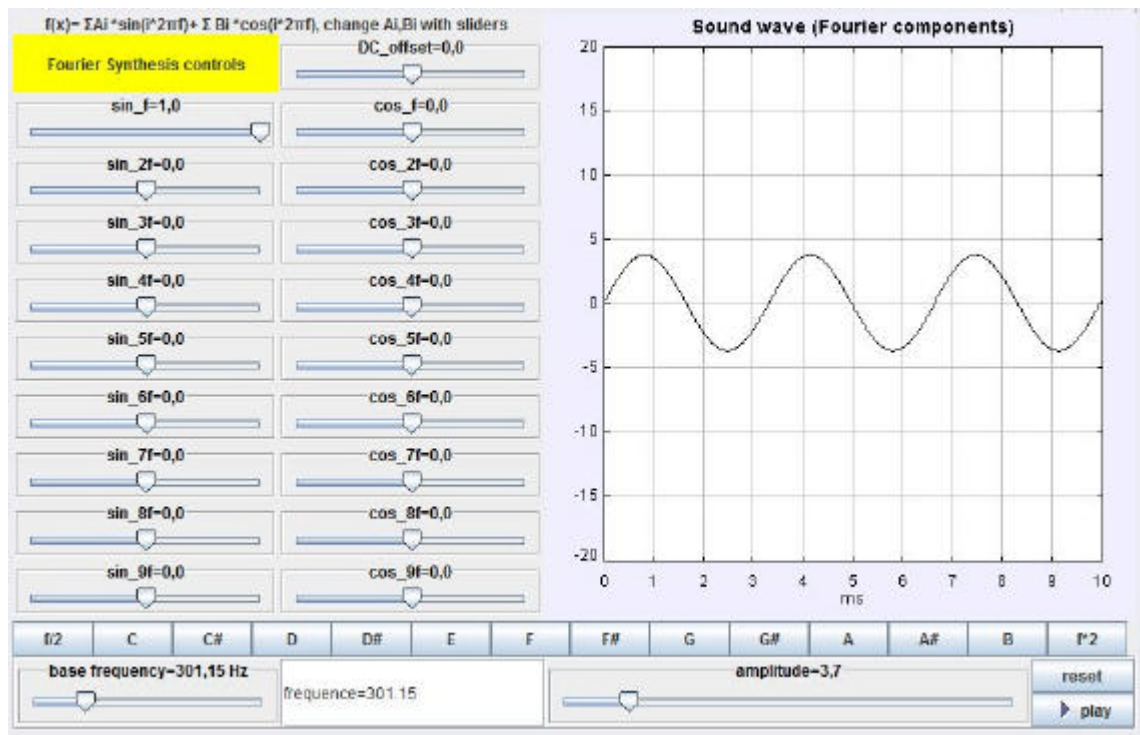 f(x)= ΣAi *sin(i*2πf)+ Σ Bi *cos(i*2πf), change Ai,Bi with sliders
Fourier Synthesis controls
DC_offset=0,0
sin_f=1,0
cos_f=0,0
sin_2f=0,0
cos_2f=0,0
sin_3f=0,0
cos_3f=0,0
sin_4f=0,0
cos_4f=0,0
sin_5f=0,0
cos_5f=0,0
sin_6f=0,0
cos_6f=0,0
sin_7f=0,0
cos_7f=0,0
sin_8f=0,0
cos_8f=0,0
sin_9f=0,0
cos_9f=0,0
Sound wave (Fourier components)
20
15
10
5
0
-5
-10
-15
-20
0 1 2 3 4 5 6 7 8 9 10
ms
f/2 C C# D D# E F F# G G# A A# B f*2
base frequency=301,15 Hz
frequence=301.15
amplitude=3,7
reset
play